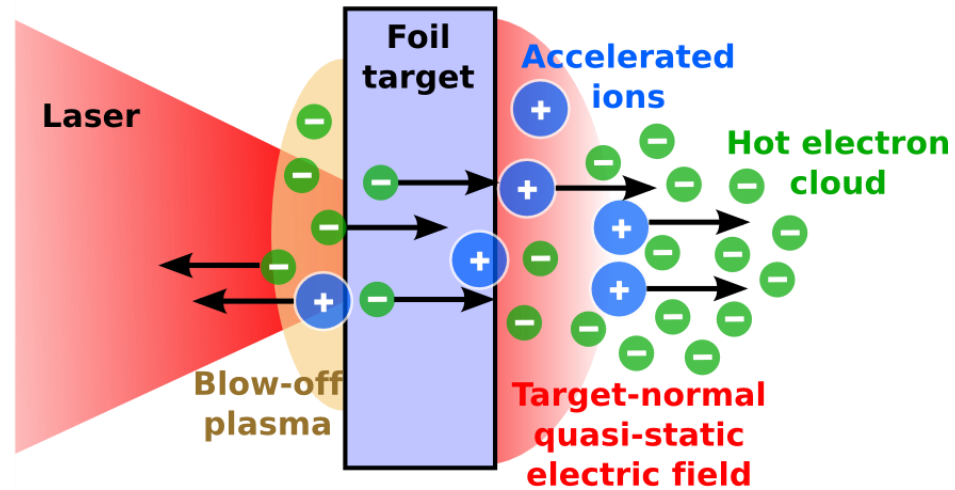 Laser
Foil
target
Accelerated
ions
Hot electron
cloud
Blow-off
plasma
Target-normal
quasi-static
electric field